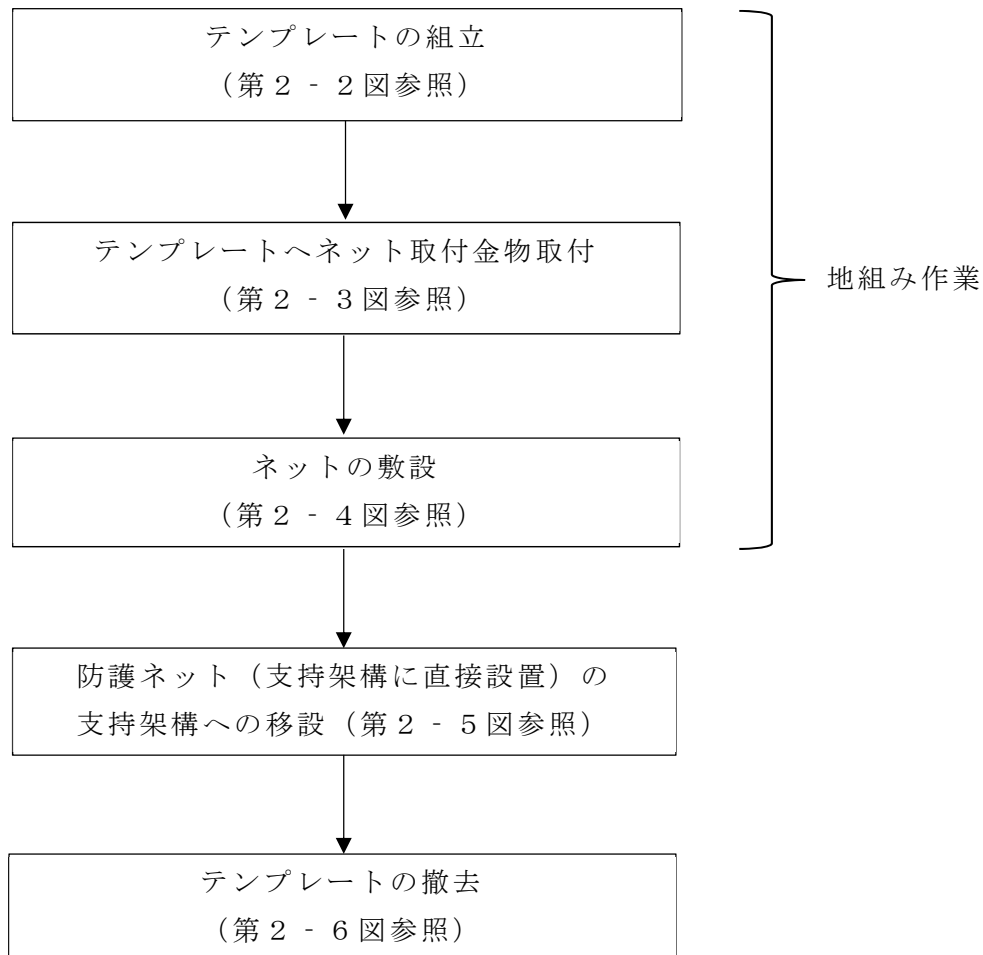 テンプレートの組立
（第２‐２図参照）
テンプレートへネット取付金物取付
（第２‐３図参照）
地組み作業
ネットの敷設
（第２‐４図参照）
防護ネット（支持架構に直接設置）の
支持架構への移設（第２‐５図参照）
テンプレートの撤去
（第２‐６図参照）